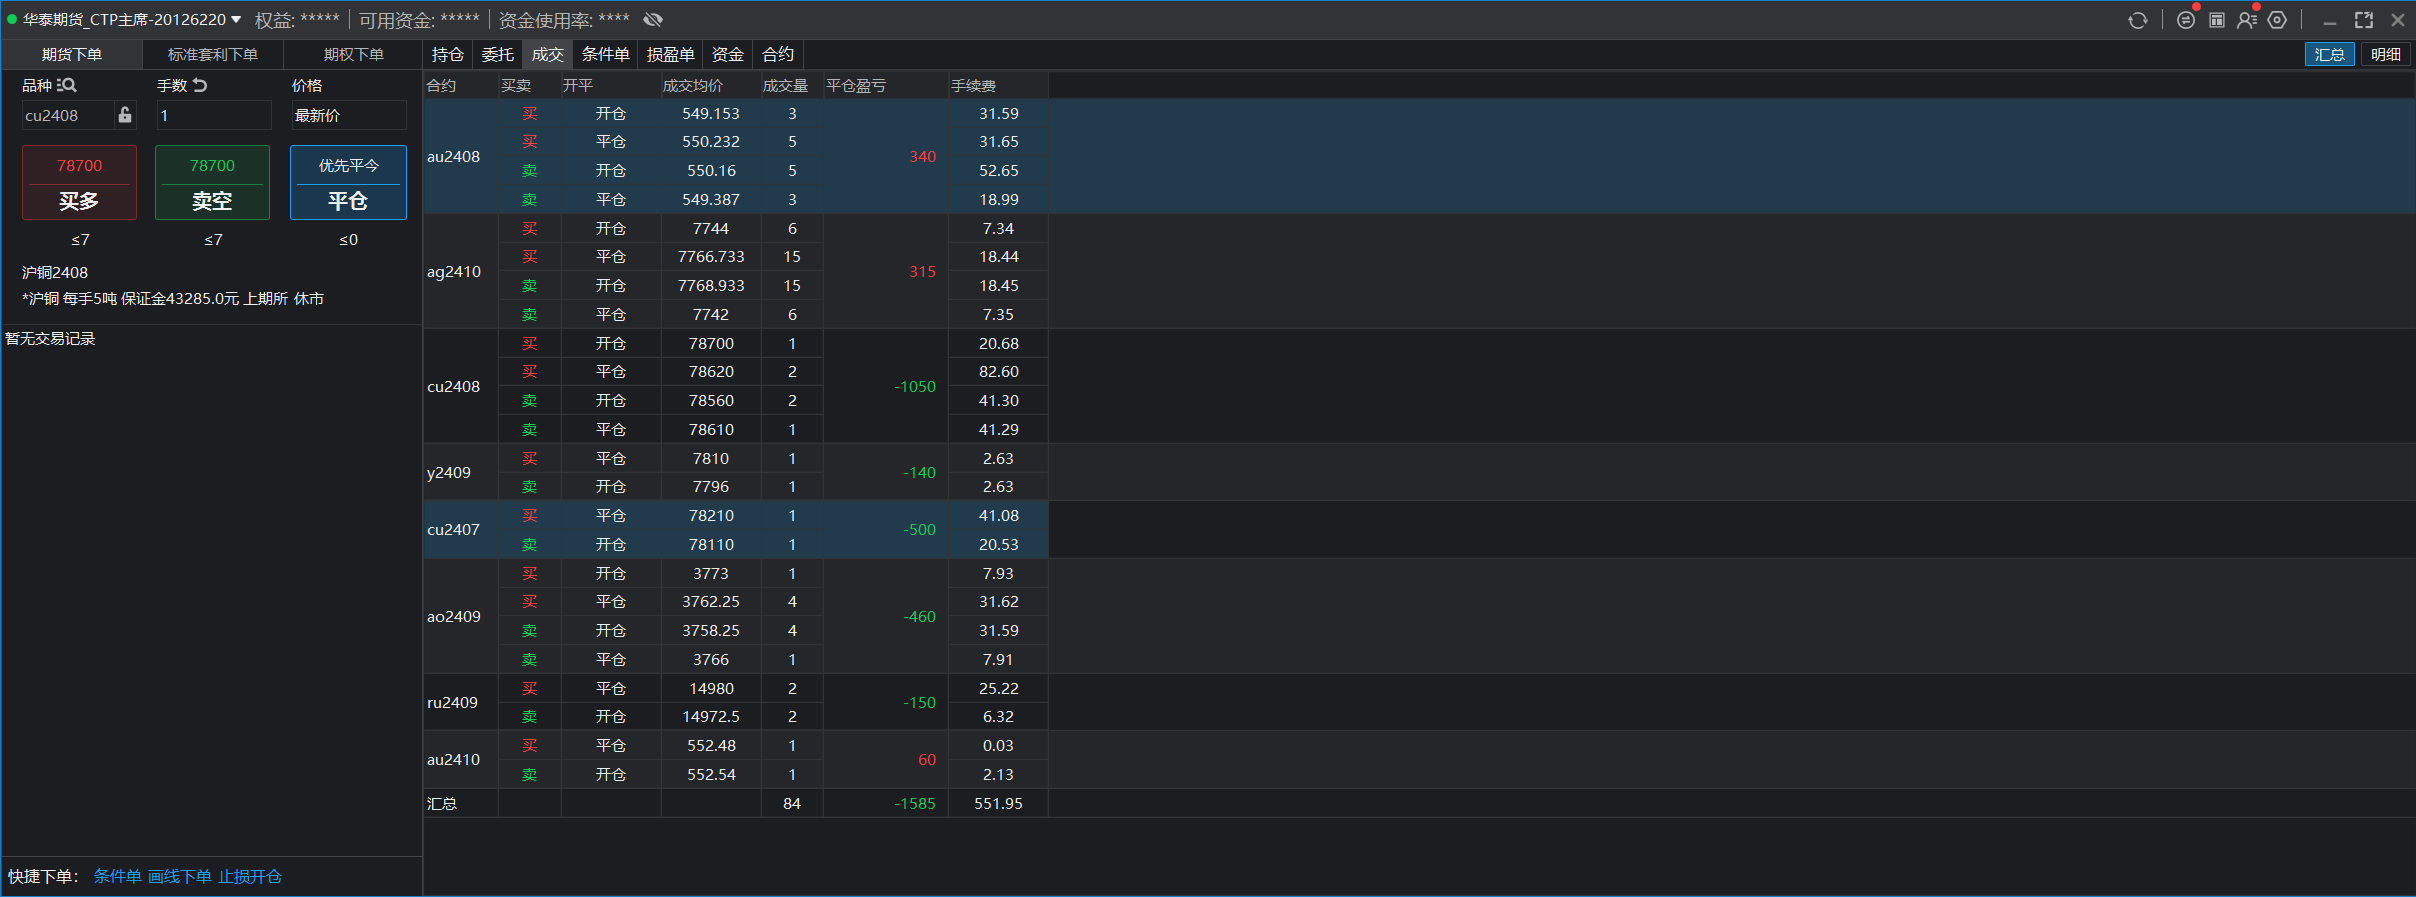 华泰期货_CTP主席-20126220 权益: ***** 可用资金: ***** 资金使用率: ****
期货下单 标准套利下单 期权下单 持仓 委托 成交 条件单 损盈单 资金 合约 汇总 明细
品种 手数 价格
cu2408 1 最新价
78700 78700 优先平今
买多 卖空 平仓
≤7 ≤7 ≤0
沪铜2408
*沪铜 每手5吨 保证金43285.0元 上期所 休市
暂无交易记录
快捷下单: 条件单 画线下单 止损开仓
合约 买卖 开平 成交均价 成交量 平仓盈亏 手续费
au2408 340
买 开仓 549.153 3 31.59
买 平仓 550.232 5 31.65
卖 开仓 550.16 5 52.65
卖 平仓 549.387 3 18.99
ag2410 315
买 开仓 7744 6 7.34
买 平仓 7766.733 15 18.44
卖 开仓 7768.933 15 18.45
卖 平仓 7742 6 7.35
cu2408 -1050
买 开仓 78700 1 20.68
买 平仓 78620 2 82.60
卖 开仓 78560 2 41.30
卖 平仓 78610 1 41.29
y2409 -140
买 平仓 7810 1 2.63
卖 开仓 7796 1 2.63
cu2407 -500
买 平仓 78210 1 41.08
卖 开仓 78110 1 20.53
ao2409 -460
买 开仓 3773 1 7.93
买 平仓 3762.25 4 31.62
卖 开仓 3758.25 4 31.59
卖 平仓 3766 1 7.91
ru2409 -150
买 平仓 14980 2 25.22
卖 开仓 14972.5 2 6.32
au2410 60
买 平仓 552.48 1 0.03
卖 开仓 552.54 1 2.13
汇总 84 -1585 551.95